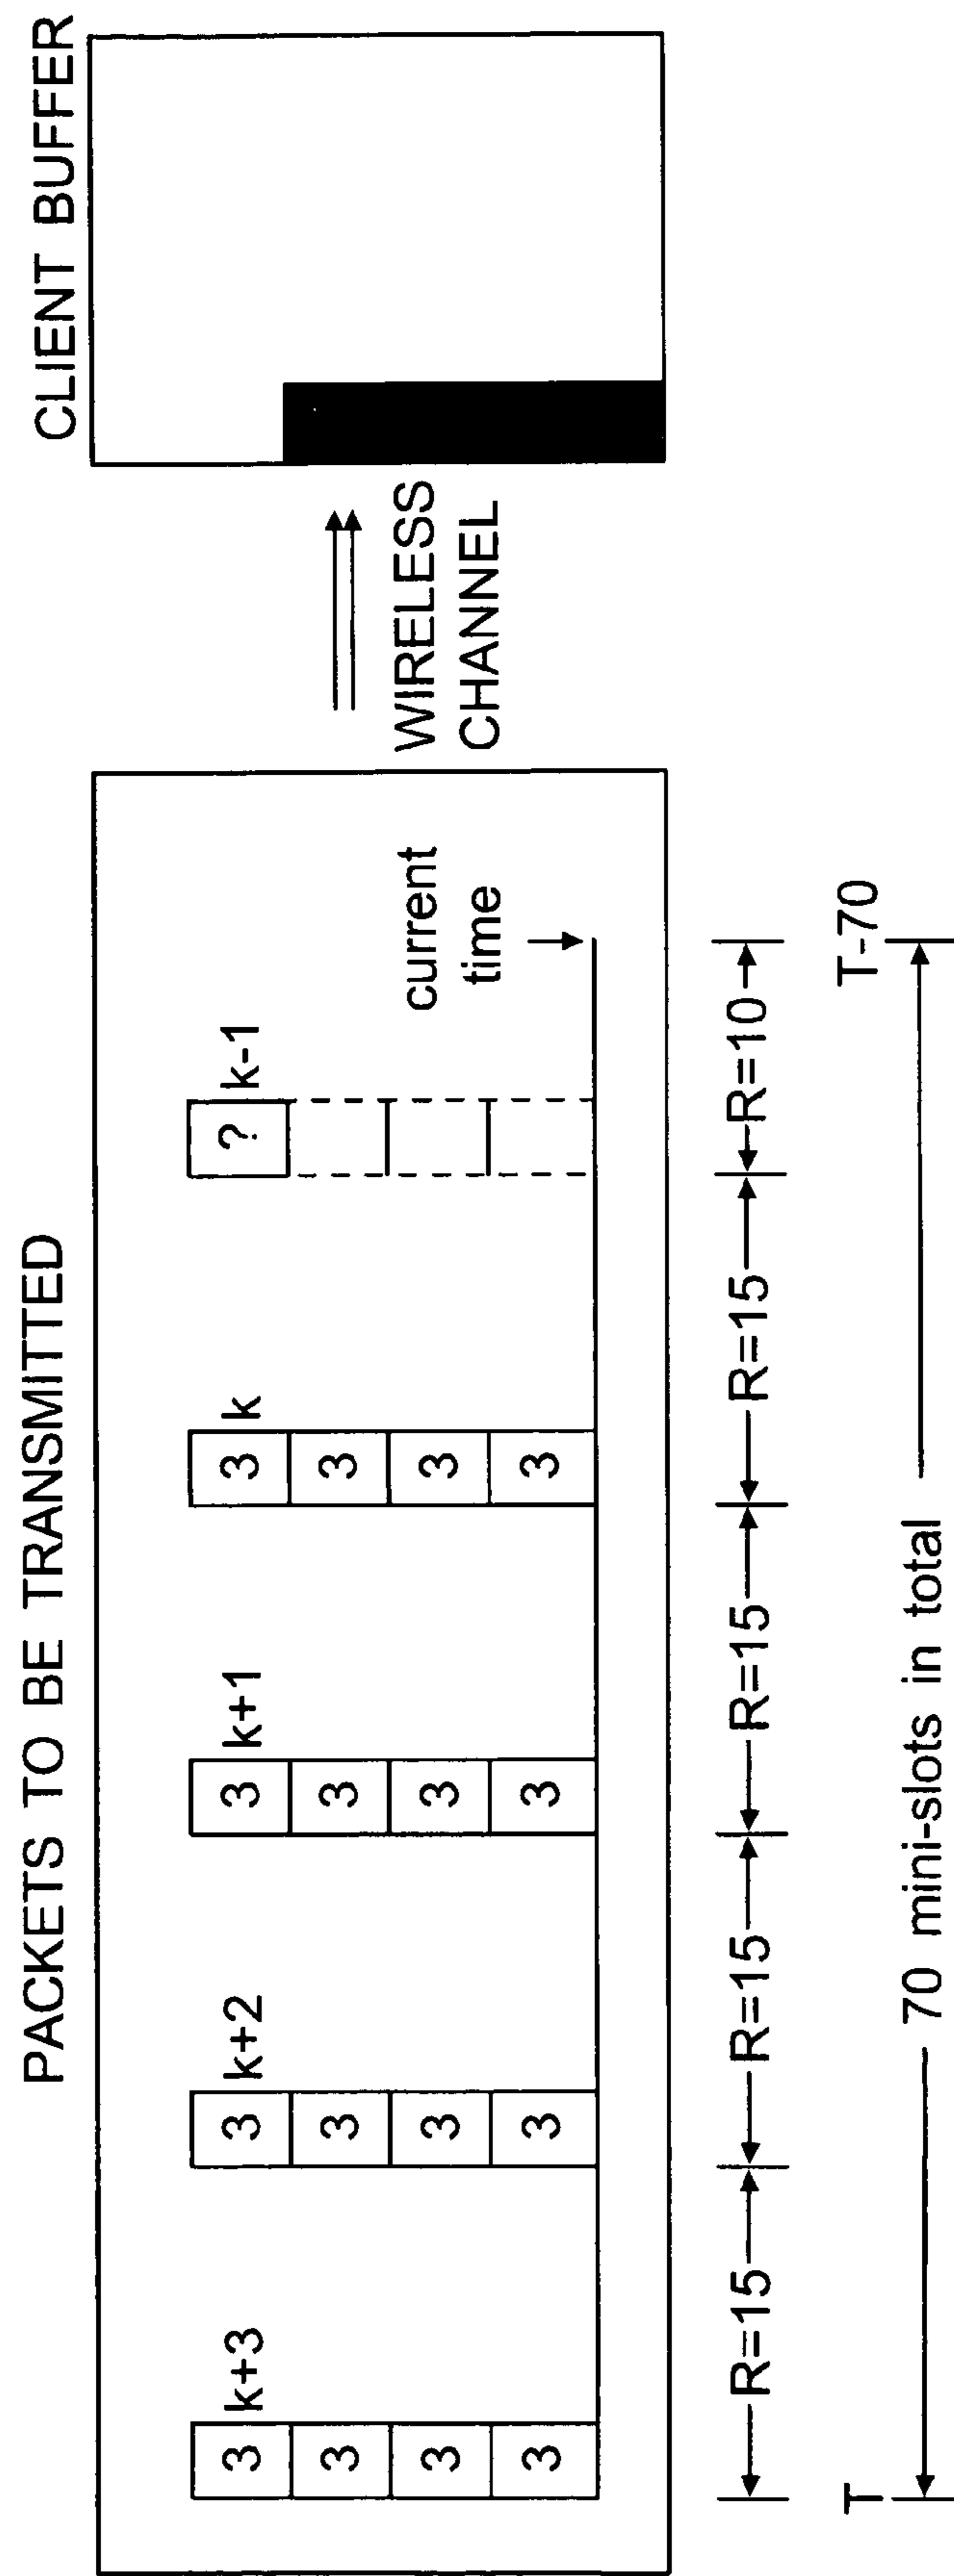 PACKETS TO BE TRANSMITTED
CLIENT BUFFER
k+3
k+2
k+1
k
k-1
3 3 3 3 ?
3 3 3 3
3 3 3 3
3 3 3 3
current
time
WIRELESS
CHANNEL
R=15 R=15 R=15 R=15 R=10
T T-70
70 mini-slots in total